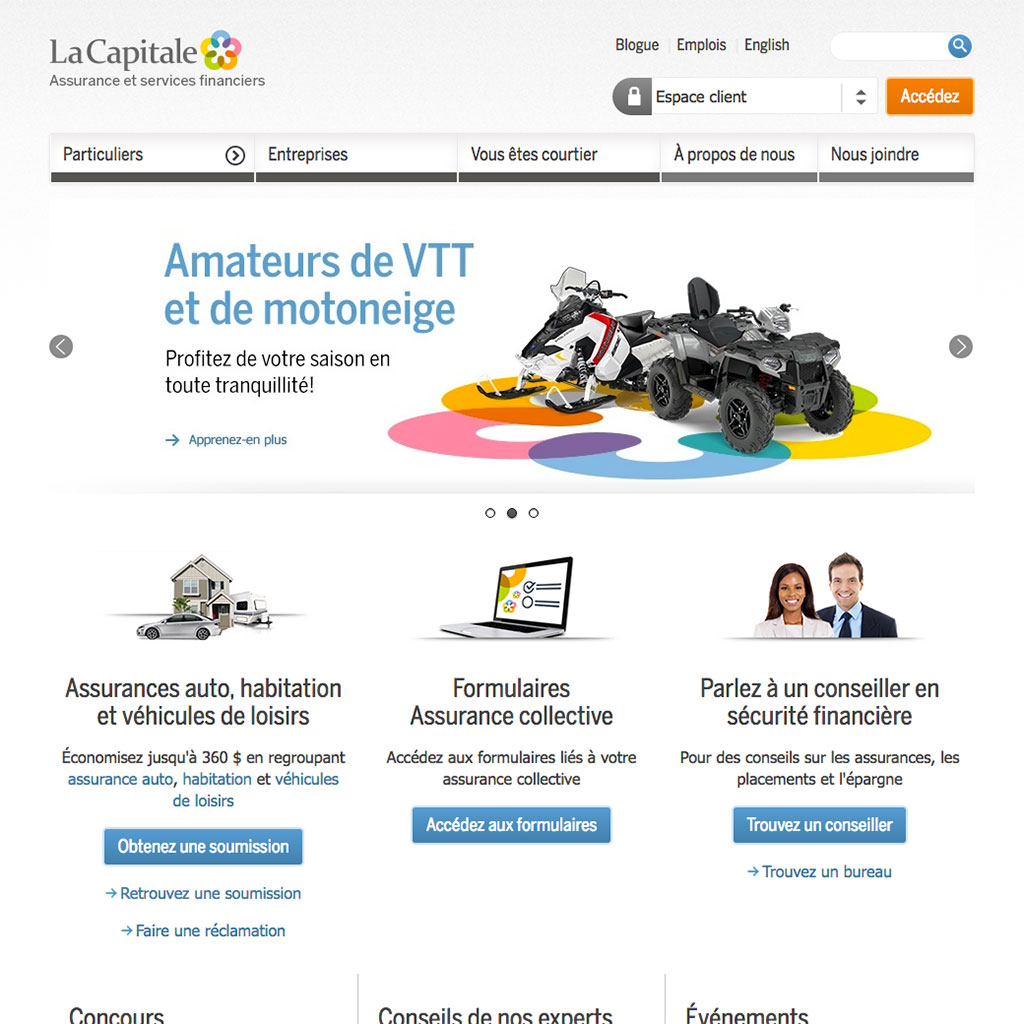 La Capitale
Assurance et services financiers
Blogue
Emplois
English
Espace client
Accédez
Particuliers
Entreprises
Vous êtes courtier
À propos de nous
Nous joindre
Amateurs de VTT
et de motoneige
Profitez de votre saison en
toute tranquillité!
Apprenez-en plus
Assurances auto, habitation
et véhicules de loisirs
Économisez jusqu'à 360 $ en regroupant
assurance auto, habitation et véhicules
de loisirs
Obtenez une soumission
Retrouvez une soumission
Faire une réclamation
Formulaires
Assurance collective
Accédez aux formulaires liés à votre
assurance collective
Accédez aux formulaires
Parlez à un conseiller en
sécurité financière
Pour des conseils sur les assurances, les
placements et l'épargne
Trouvez un conseiller
Trouvez un bureau
Concours
Conseils de nos experts
Événements